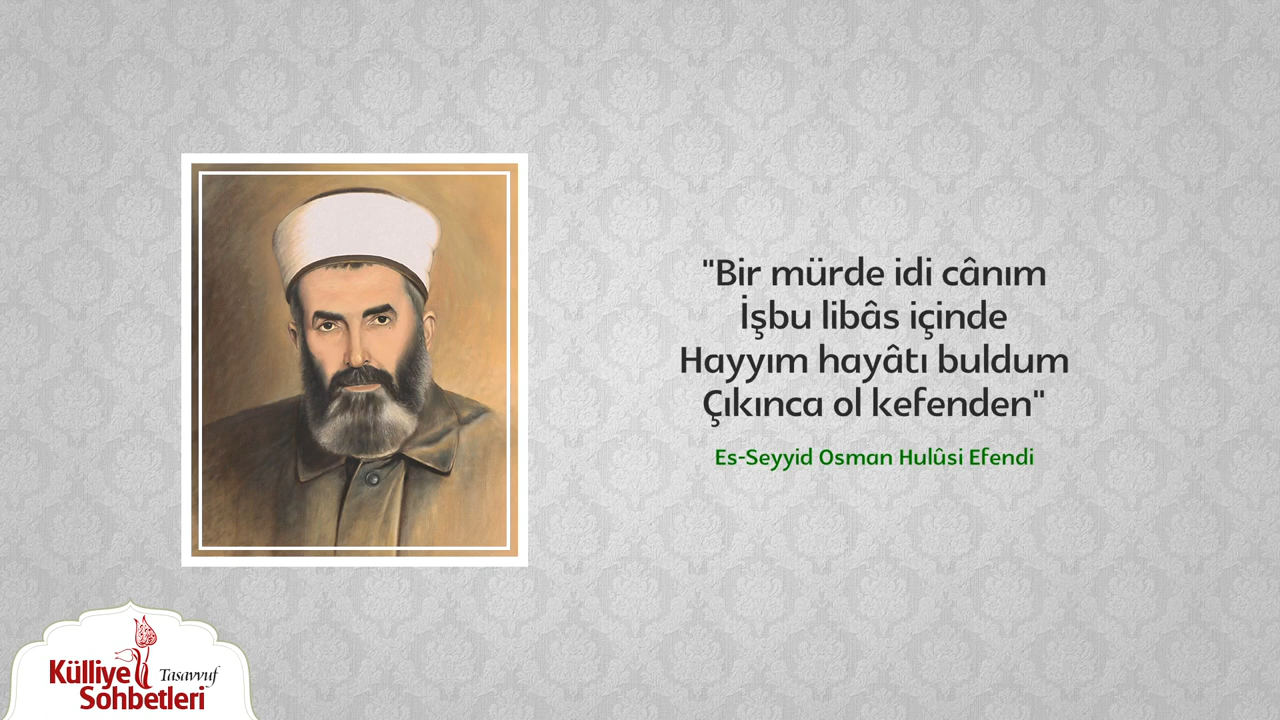 "Bir mürde idi cânım
İşbu libâs içinde
Hayyım hayâtı buldum
Çıkınca ol kefenden"
Es-Seyyid Osman Hulûsi Efendi
Külliye Tasavvuf
Sohbetleri